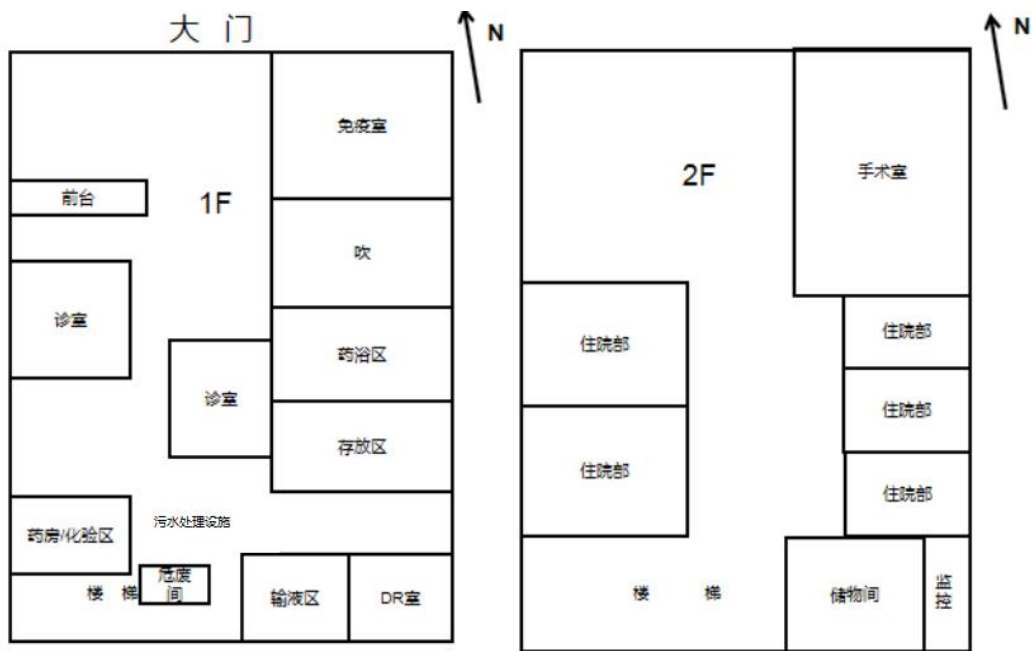 大 门
N
免疫室
前台
1F
吹
诊室
药浴区
诊室
存放区
药房/化验区
污水处理设施
危废
间
楼 梯
输液区
DR室
N
2F
手术室
住院部
住院部
住院部
住院部
住院部
楼 梯
储物间
监
控